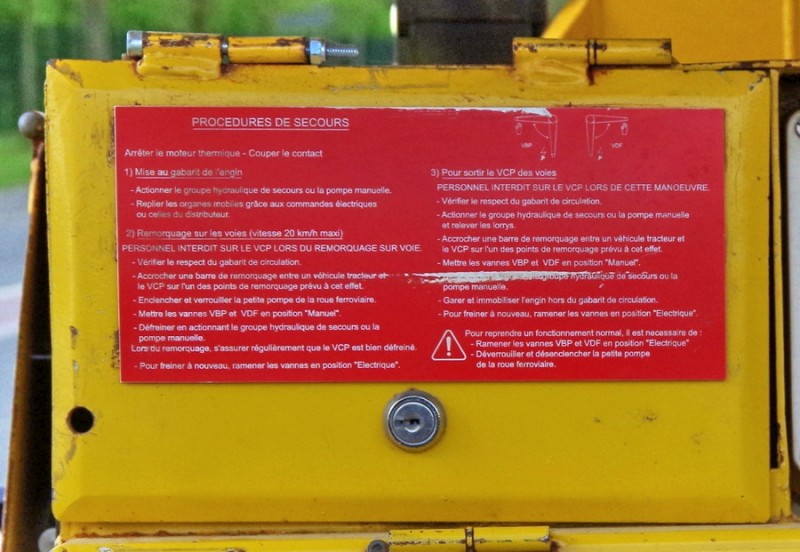 PROCEDURES DE SECOURS
Arrêter le moteur thermique - Couper le contact
1) Mise au gabarit de l'engin
- Actionner le groupe hydraulique de secours ou la pompe manuelle.
- Replier les organes mobiles grâce aux commandes électriques
ou celles du distributeur.
2) Remorquage sur les voies (vitesse 20 km/h maxi)
PERSONNEL INTERDIT SUR LE VCP LORS DU REMORQUAGE SUR VOIE.
- Vérifier le respect du gabarit de circulation.
- Accrocher une barre de remorquage entre un véhicule tracteur et
le VCP sur l'un des points de remorquage prévu à cet effet.
- Enclencher et verrouiller la petite pompe de la roue ferroviaire.
- Mettre les vannes VBP et VDF en position "Manuel".
- Défreiner en actionnant le groupe hydraulique de secours ou la
pompe manuelle.
Lors du remorquage, s'assurer régulièrement que le VCP est bien défreiné.
- Pour freiner à nouveau, ramener les vannes en position "Electrique".
VBP VDF
3) Pour sortir le VCP des voies
PERSONNEL INTERDIT SUR LE VCP LORS DE CETTE MANOEUVRE.
- Vérifier le respect du gabarit de circulation.
- Actionner le groupe hydraulique de secours ou la pompe manuelle
et relever les lorrys.
- Accrocher une barre de remorquage entre un véhicule tracteur et
le VCP sur l'un des points de remorquage prévu à cet effet.
- Mettre les vannes VBP et VDF en position "Manuel".
groupe hydraulique de secours ou la
pompe manuelle.
- Garer et immobiliser l'engin hors du gabarit de circulation.
- Pour freiner à nouveau, ramener les vannes en position "Electrique".
Pour reprendre un fonctionnement normal, il est necessaire de :
- Ramener les vannes VBP et VDF en position "Electrique"
- Déverrouiller et désenclencher la petite pompe
de la roue ferroviaire.